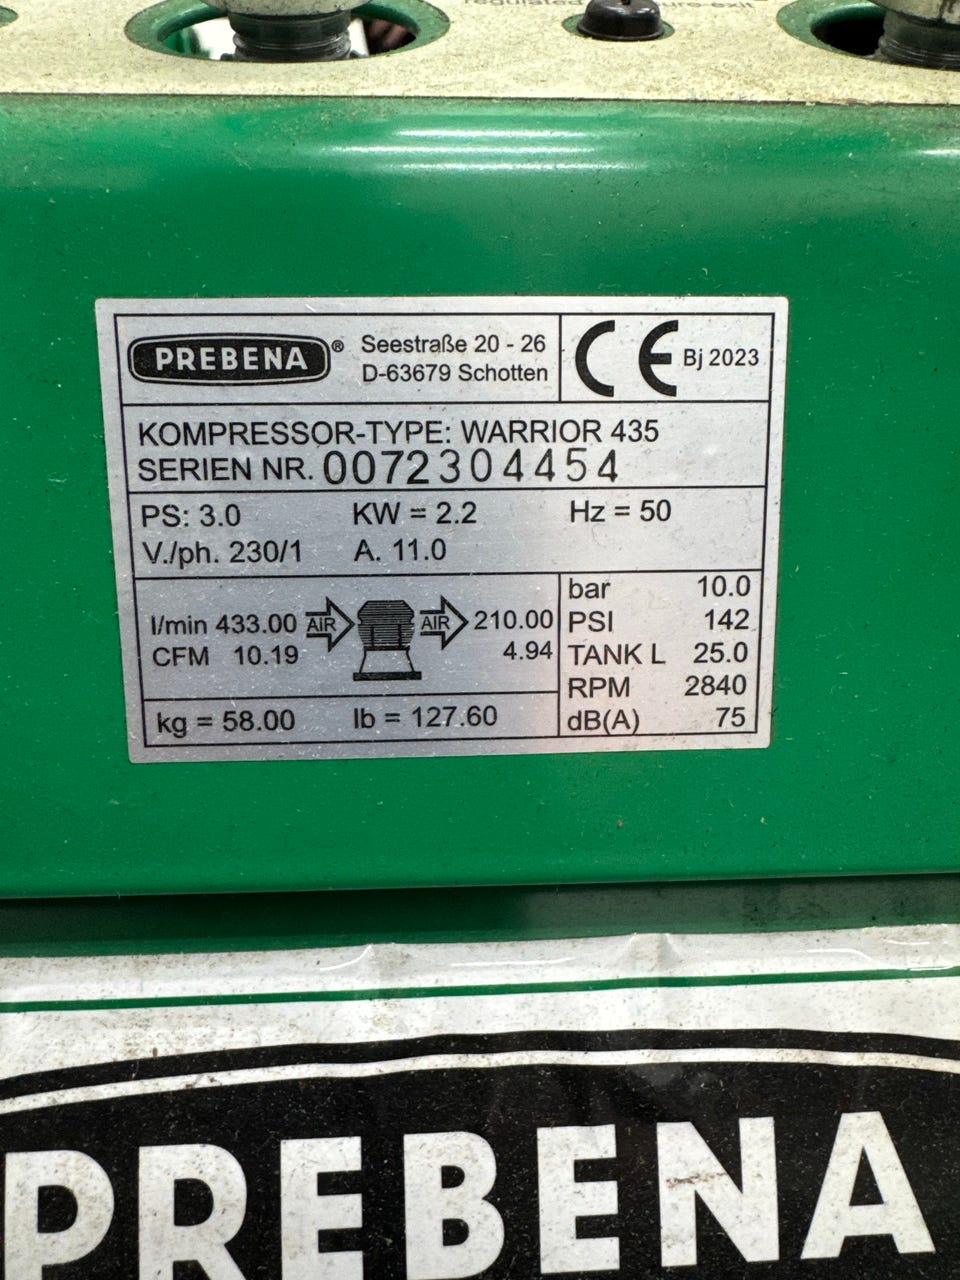 PREBENA®
Seestraße 20 - 26
D-63679 Schotten
CE Bj 2023
KOMPRESSOR-TYPE: WARRIOR 435
SERIEN NR. 0072304454
PS: 3.0 KW = 2.2 Hz = 50
V./ph. 230/1 A. 11.0
l/min 433.00 AIR AIR 210.00
CFM 10.19 4.94
kg = 58.00 lb = 127.60
bar 10.0
PSI 142
TANK L 25.0
RPM 2840
dB(A) 75
PREBENA